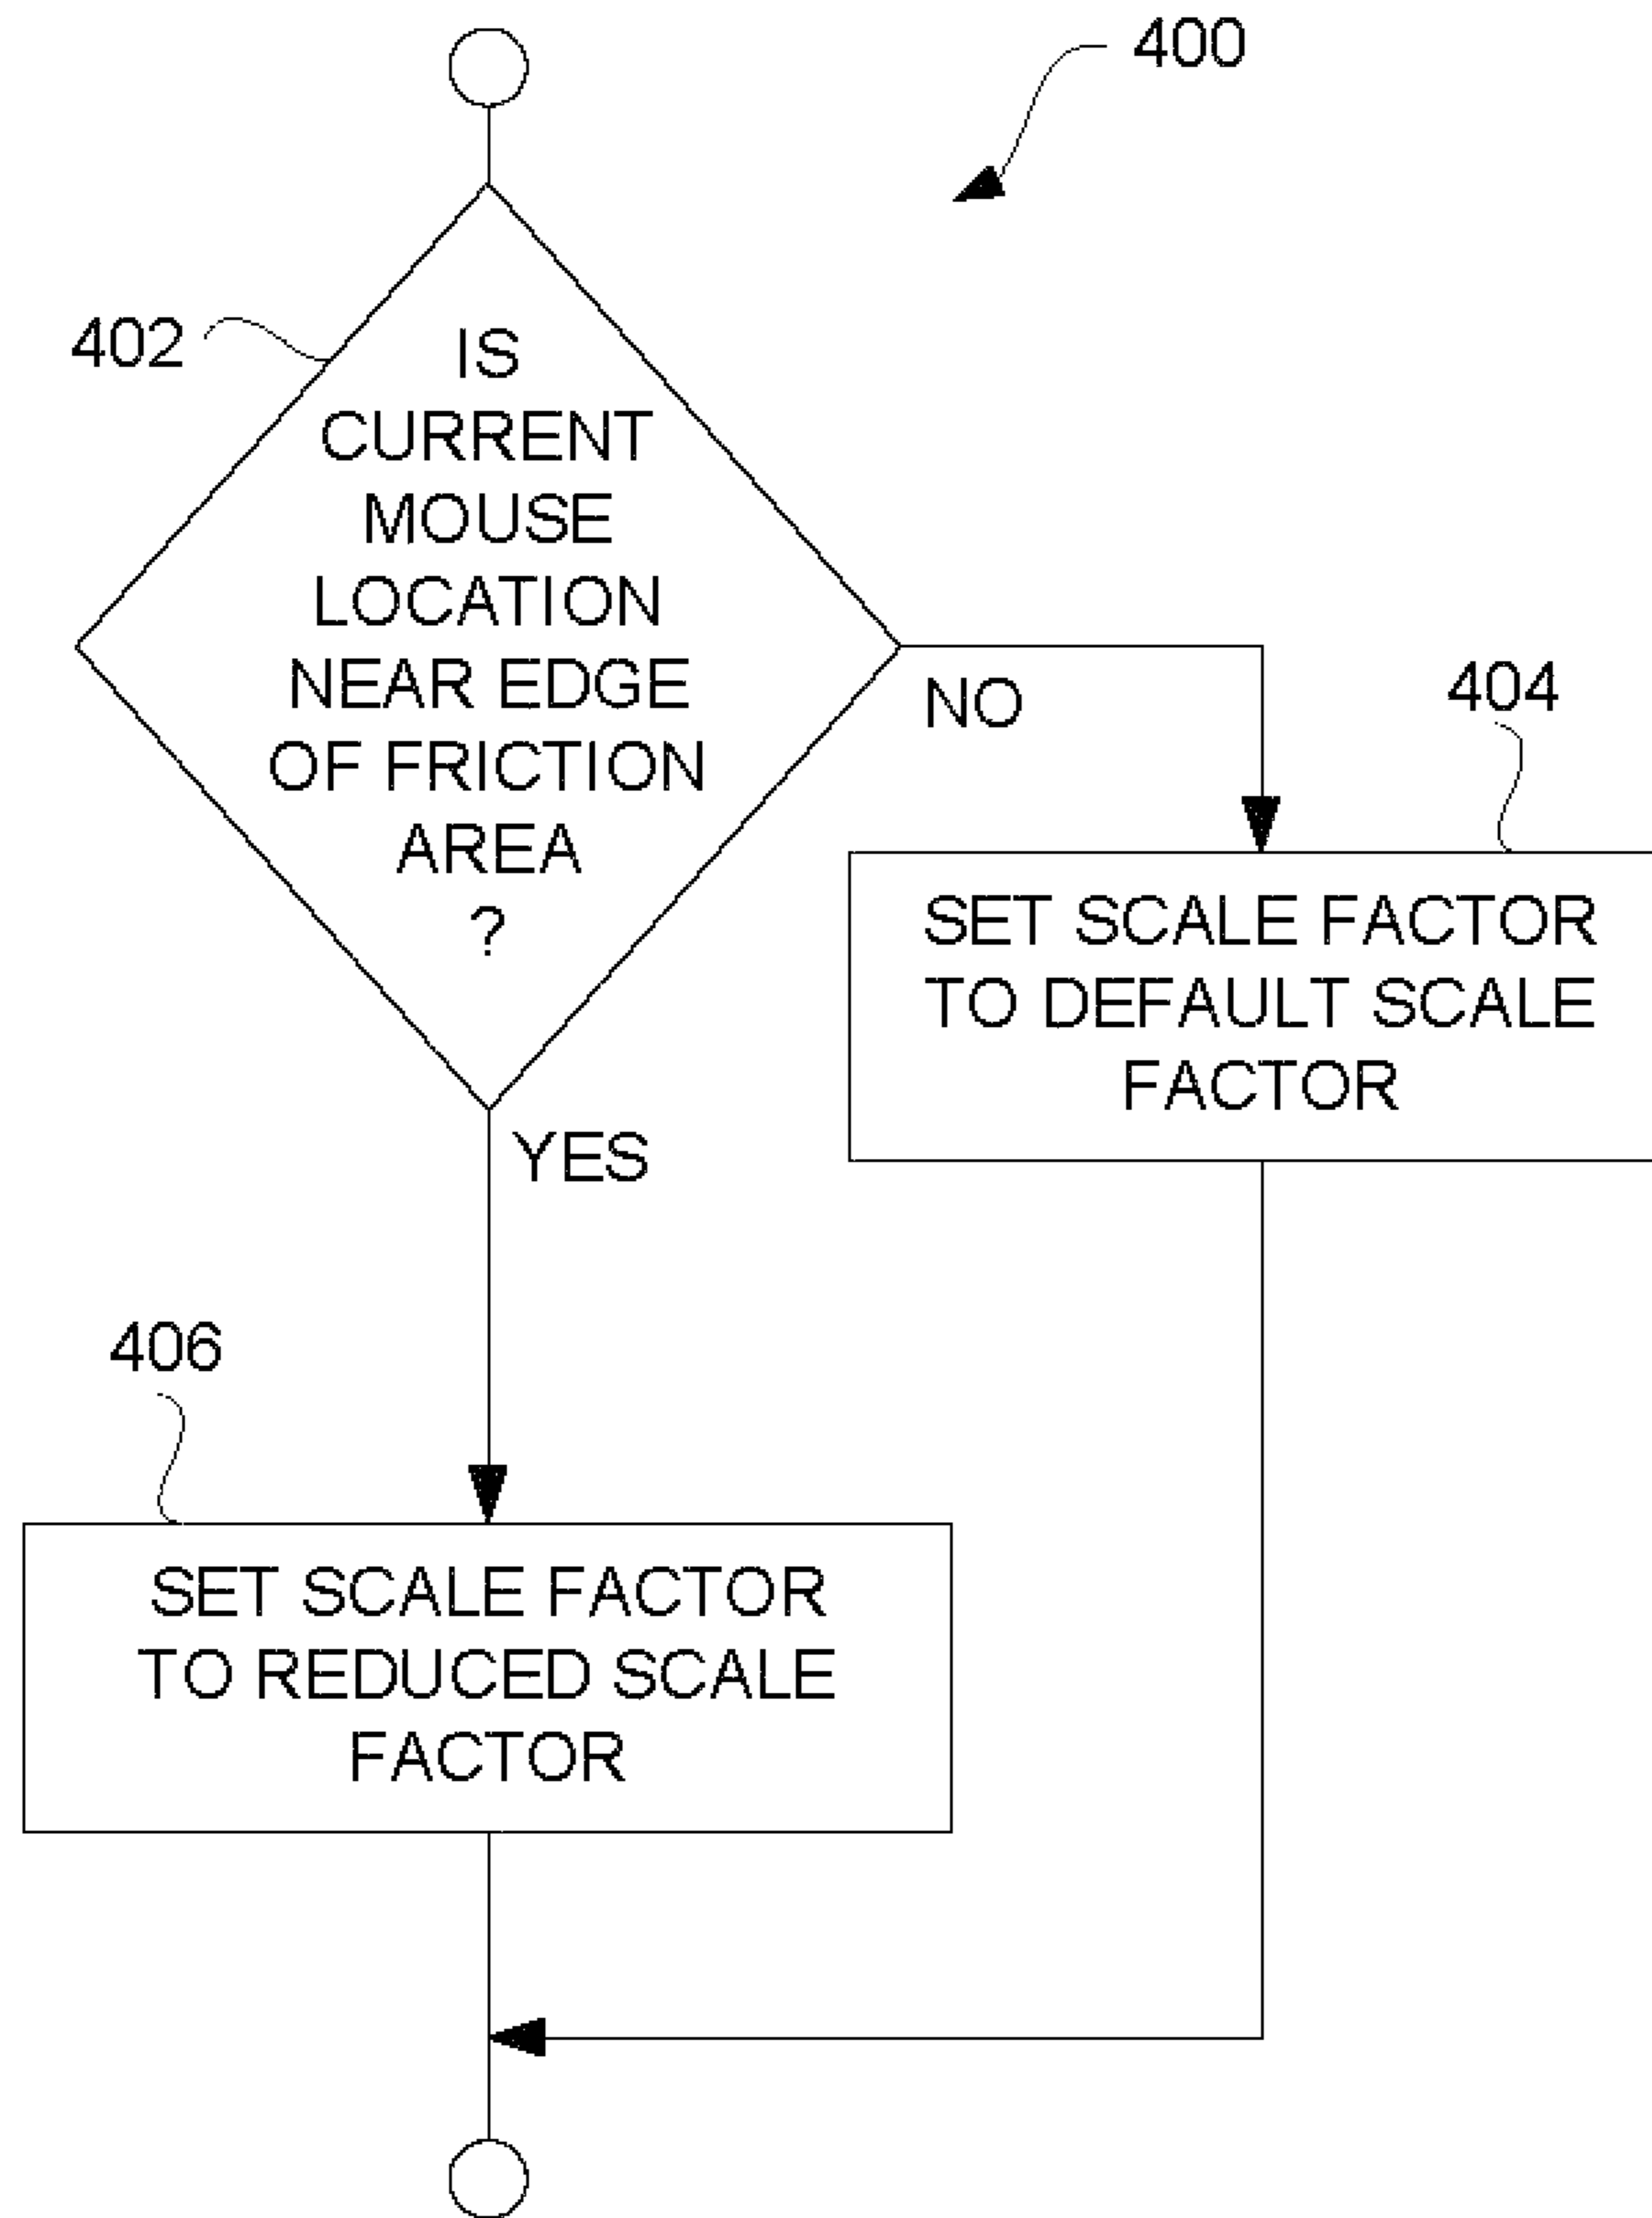 400
402
IS
CURRENT
MOUSE
LOCATION
NEAR EDGE
OF FRICTION
AREA
?
NO
404
SET SCALE FACTOR
TO DEFAULT SCALE
FACTOR
YES
406
SET SCALE FACTOR
TO REDUCED SCALE
FACTOR